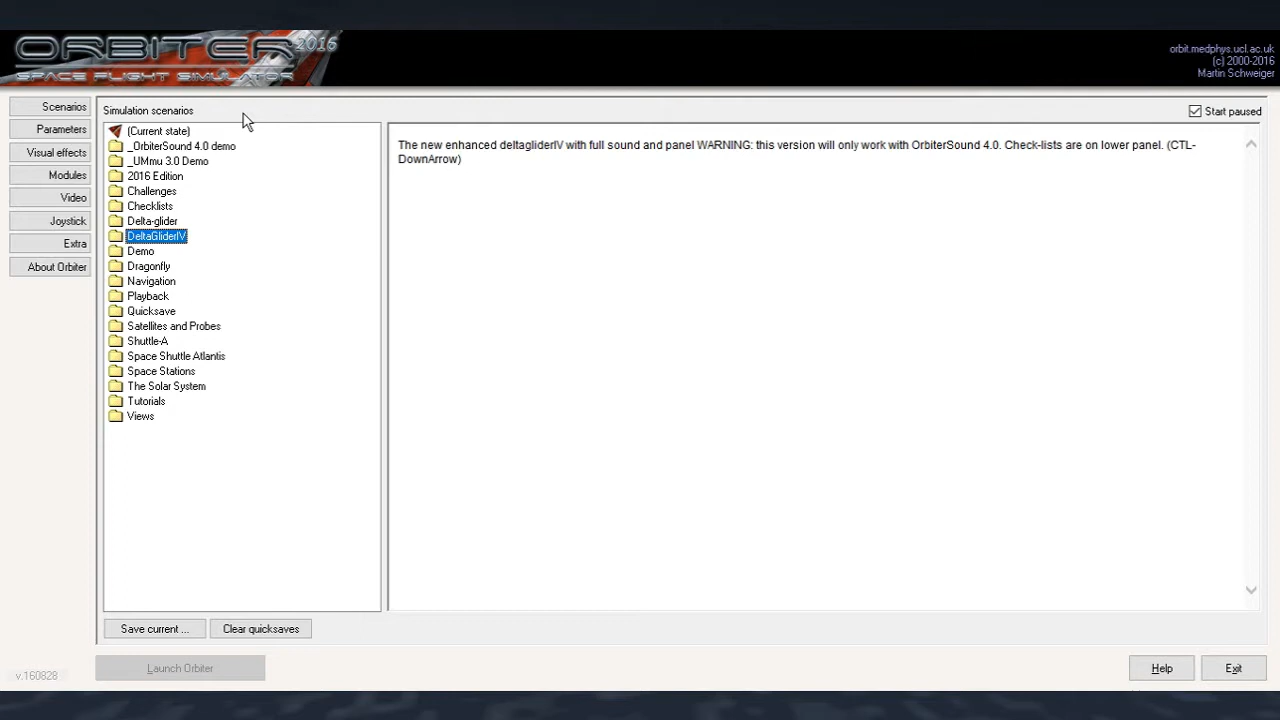 ORBITER 2016
SPACE FLIGHT SIMULATOR
orbit.medphys.ucl.ac.uk
(c) 2000-2016
Martin Schweiger
Scenarios
Parameters
Visual effects
Modules
Video
Joystick
Extra
About Orbiter
Simulation scenarios
Start paused
(Current state)
_OrbiterSound 4.0 demo
_UMmu 3.0 Demo
2016 Edition
Challenges
Checklists
Delta-glider
DeltaGliderIV
Demo
Dragonfly
Navigation
Playback
Quicksave
Satellites and Probes
Shuttle-A
Space Shuttle Atlantis
Space Stations
The Solar System
Tutorials
Views
The new enhanced deltagliderIV with full sound and panel WARNING: this version will only work with OrbiterSound 4.0. Check-lists are on lower panel. (CTL-
DownArrow)
Save current ...
Clear quicksaves
v.160828
Launch Orbiter
Help
Exit